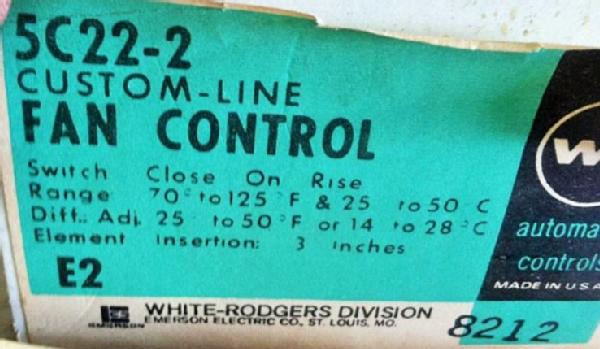 5C22-2
CUSTOM-LINE
FAN CONTROL
Switch Close On Rise
Range 70° to 125°F & 25 to 50°C
Diff. Adj. 25° to 50°F or 14 to 28°C
Element Insertion: 3 inches
E2
W
automa
controls
MADE IN U S A
EMERSON
WHITE-RODGERS DIVISION
EMERSON ELECTRIC CO., ST. LOUIS, MO.
8212